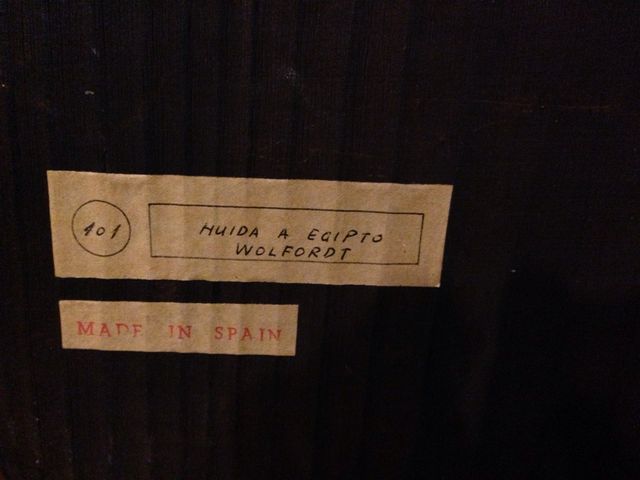 101
HUIDA A EGIPTO
WOLFORDT
MADE IN SPAIN